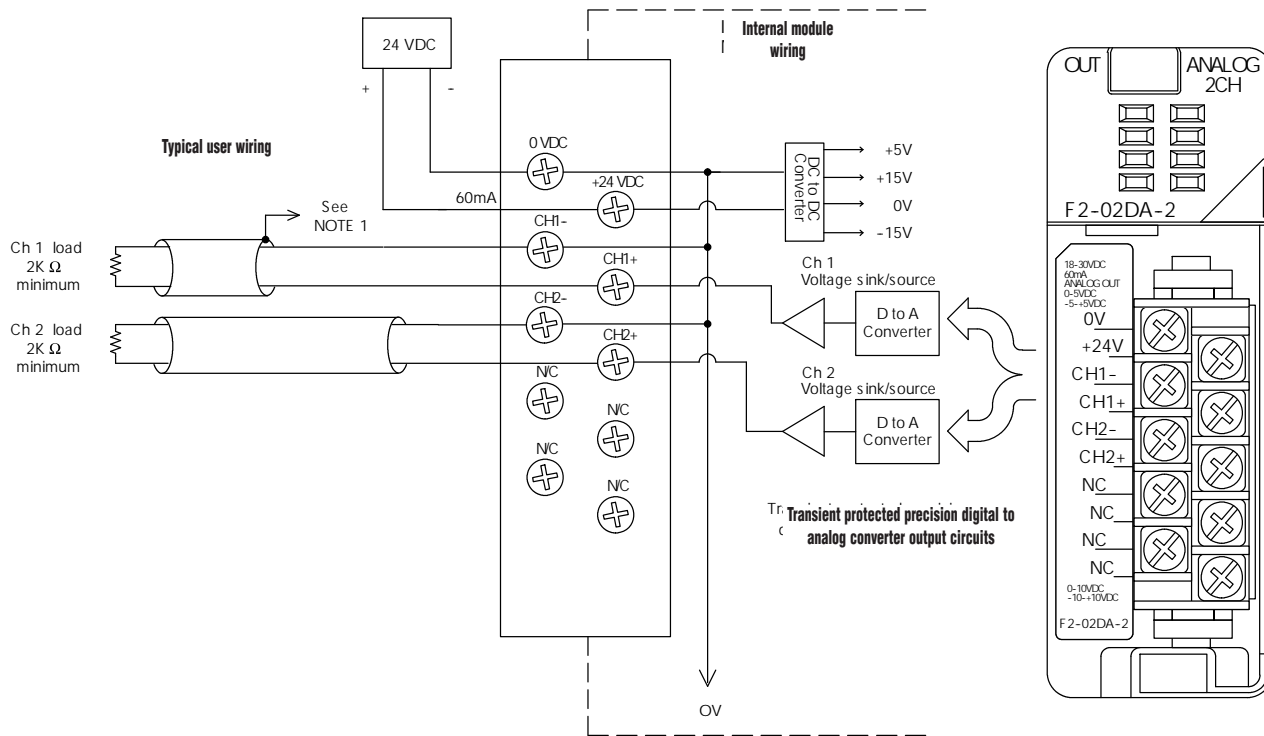 24 VDC
+ -
Internal module
wiring
Typical user wiring
0 VDC
+24 VDC
60mA
See
NOTE 1
CH1-
CH1+
CH2-
CH2+
N/C
N/C
N/C
N/C
Ch 1 load
2K Ω
minimum
Ch 2 load
2K Ω
minimum
DC to DC
Converter
+5V
+15V
0V
-15V
Ch 1
Voltage sink/source
D to A
Converter
Ch 2
Voltage sink/source
D to A
Converter
Transient protected precision digital to
analog converter output circuits
OV
OUT
ANALOG
2CH
F2-02DA-2
18-30VDC
60mA
ANALOG OUT
0-5VDC
-5-+5VDC
0V
+24V
CH1-
CH1+
CH2-
CH2+
NC
NC
NC
NC
0-10VDC
-10-+10VDC
F2-02DA-2